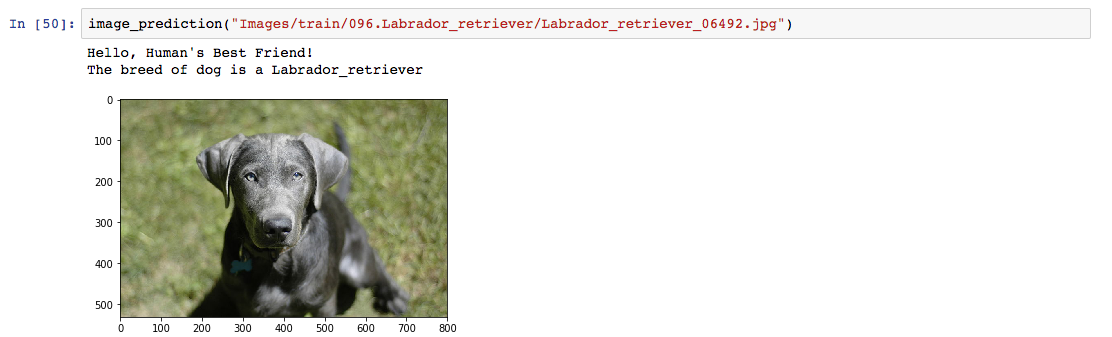 In [50]: image_prediction("Images/train/096.Labrador_retriever/Labrador_retriever_06492.jpg")
Hello, Human's Best Friend!
The breed of dog is a Labrador_retriever
0
100
200
300
400
500
0 100 200 300 400 500 600 700 800